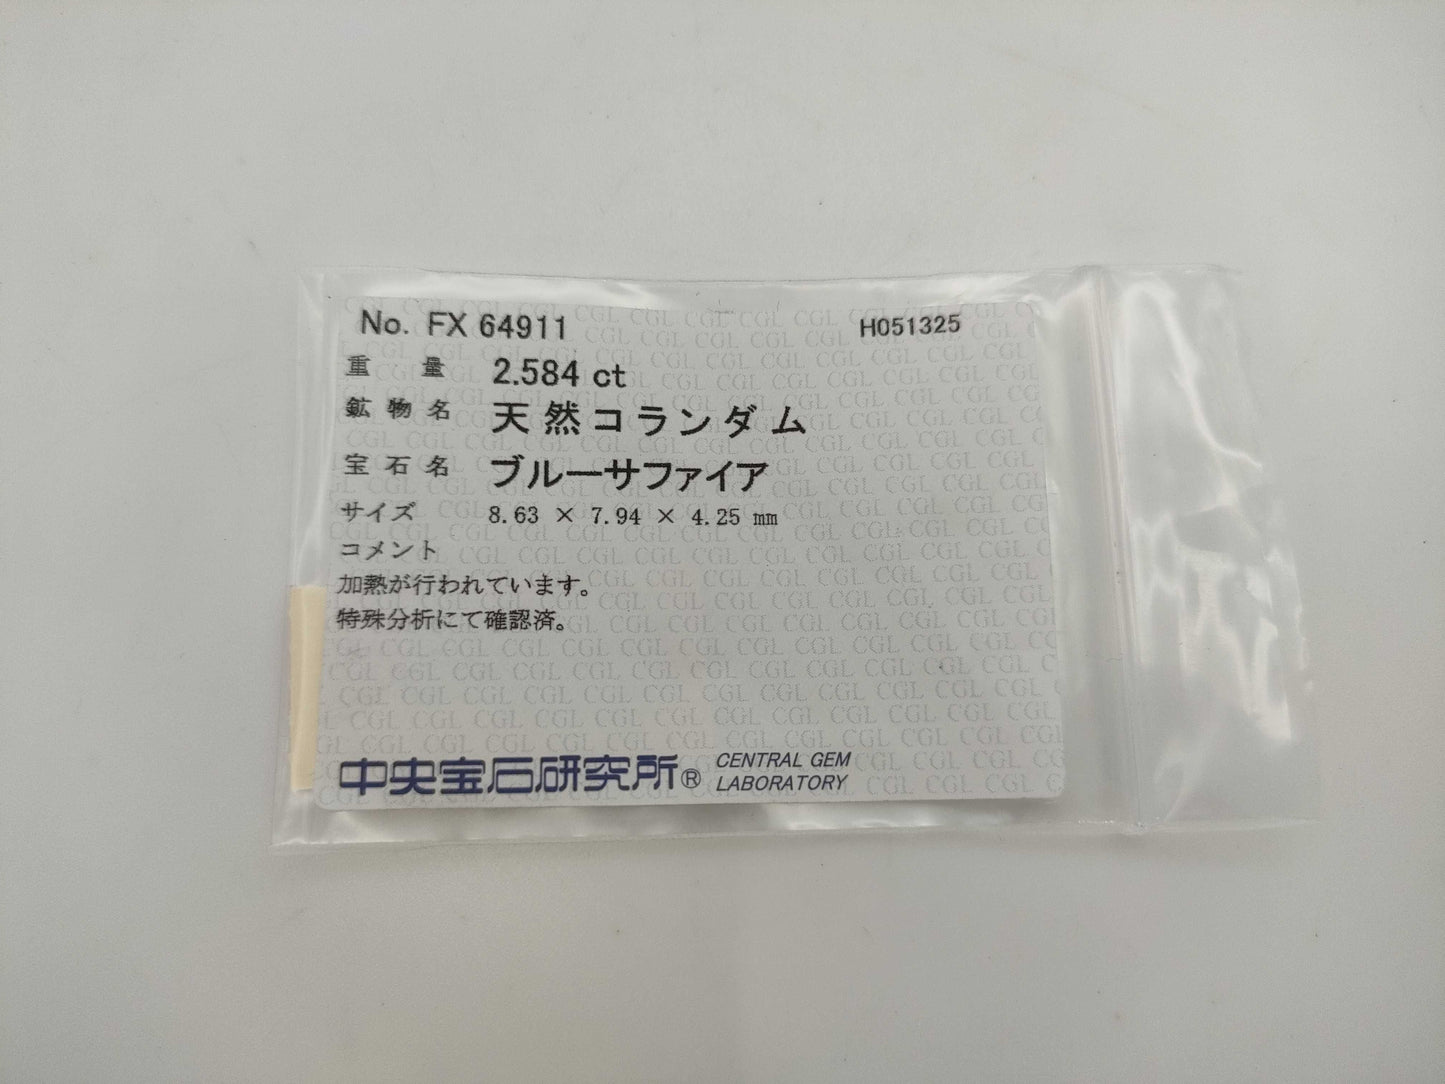 No. FX 64911 H051325
重量 2.584 ct
鉱物名 天然コランダム
宝石名 ブルーサファイア
サイズ 8.63 × 7.94 × 4.25 mm
コメント
加熱が行われています。
特殊分析にて確認済。
中央宝石研究所® CENTRAL GEM
LABORATORY